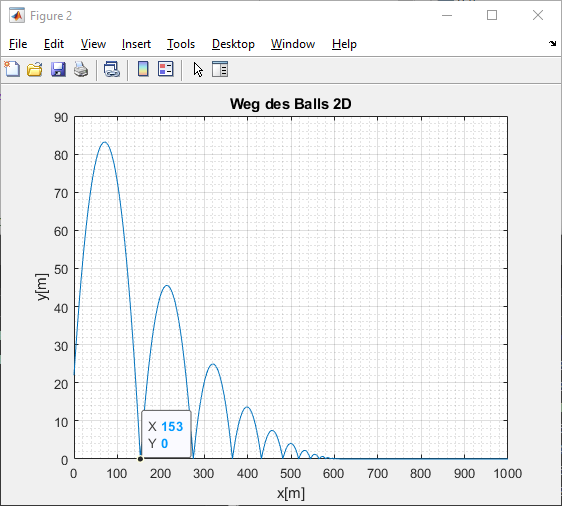 Figure 2
File Edit View Insert Tools Desktop Window Help
Weg des Balls 2D
90
80
70
60
50
40
30
20
10
0
y[m]
X 153
Y 0
0 100 200 300 400 500 600 700 800 900 1000
x[m]